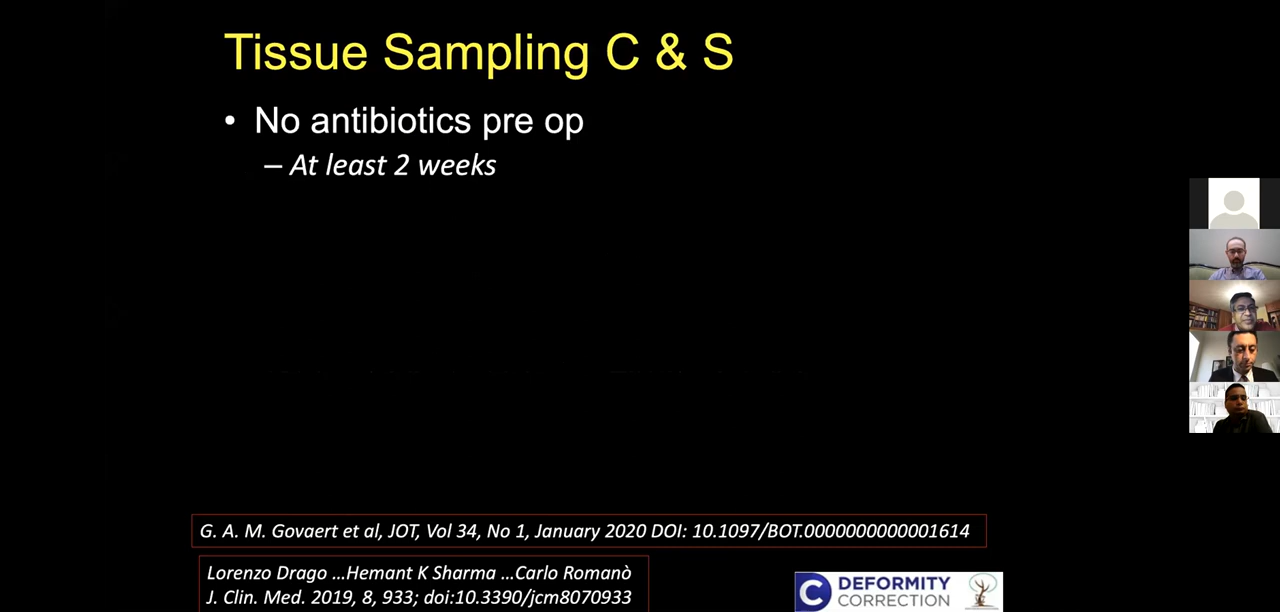 Tissue Sampling C & S
• No antibiotics pre op
– At least 2 weeks
G. A. M. Govaert et al, JOT, Vol 34, No 1, January 2020 DOI: 10.1097/BOT.0000000000001614
Lorenzo Drago ...Hemant K Sharma ...Carlo Romanò
J. Clin. Med. 2019, 8, 933; doi:10.3390/jcm8070933
C DEFORMITY
CORRECTION